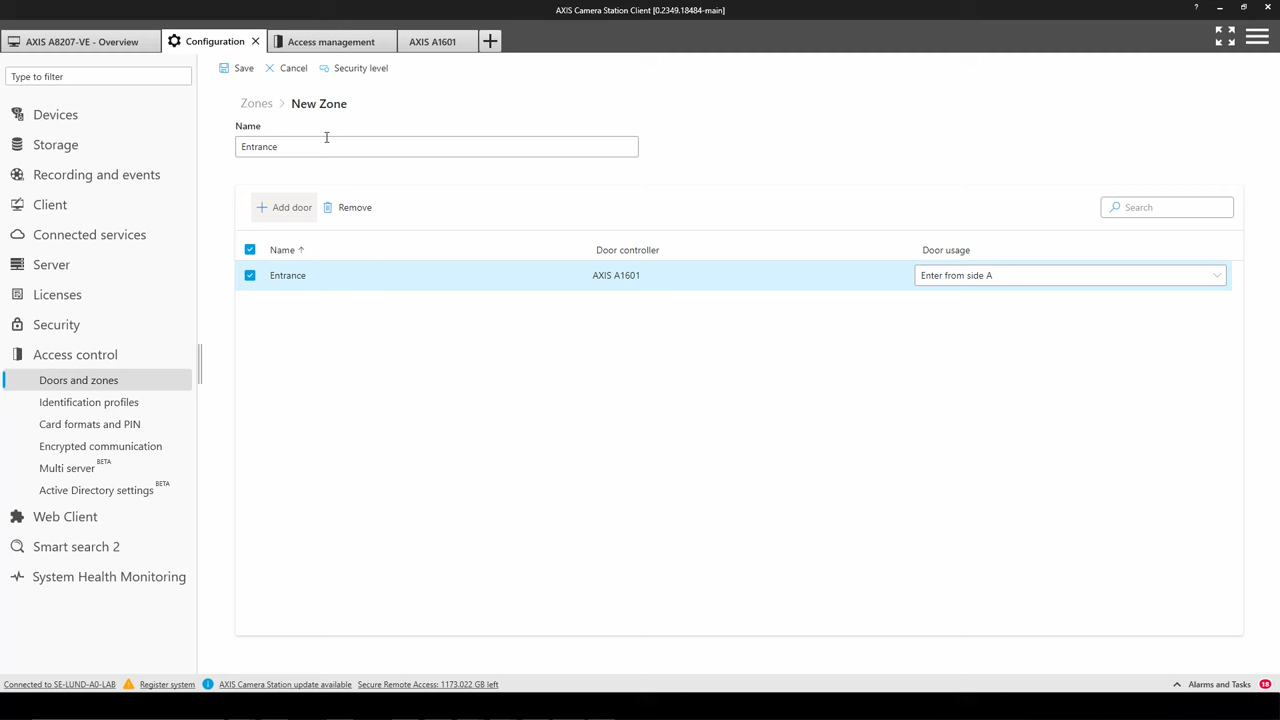 AXIS Camera Station Client [0.2349.18484-main]
?
AXIS A8207-VE - Overview
Configuration
Access management
AXIS A1601
Type to filter
Save
Cancel
Security level
Zones
New Zone
Name
Entrance
Add door
Remove
Search
Name
Door controller
Door usage
Entrance
AXIS A1601
Enter from side A
Devices
Storage
Recording and events
Client
Connected services
Server
Licenses
Security
Access control
Doors and zones
Identification profiles
Card formats and PIN
Encrypted communication
Multi server BETA
Active Directory settings BETA
Web Client
Smart search 2
System Health Monitoring
Connected to SE-LUND-A0-LAB
Register system
AXIS Camera Station update available
Secure Remote Access: 1173.022 GB left
Alarms and Tasks
18